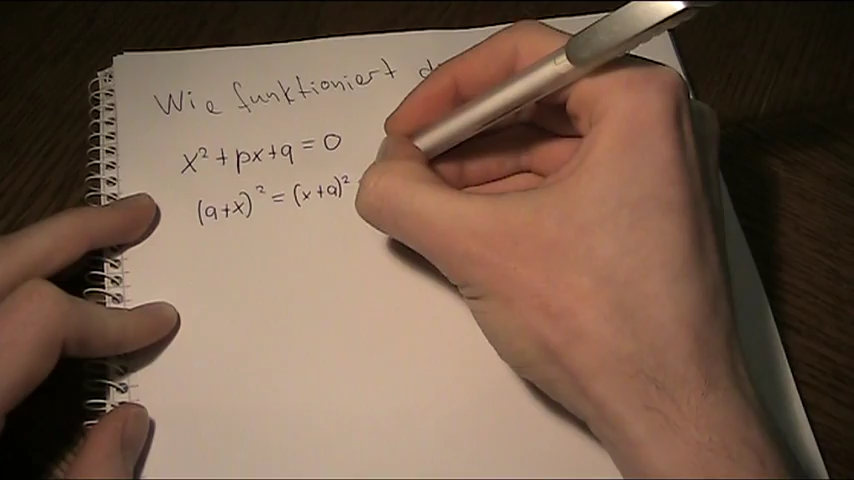 Wie funktioniert
x² + px + q = 0
(a+x)² = (x+a)²